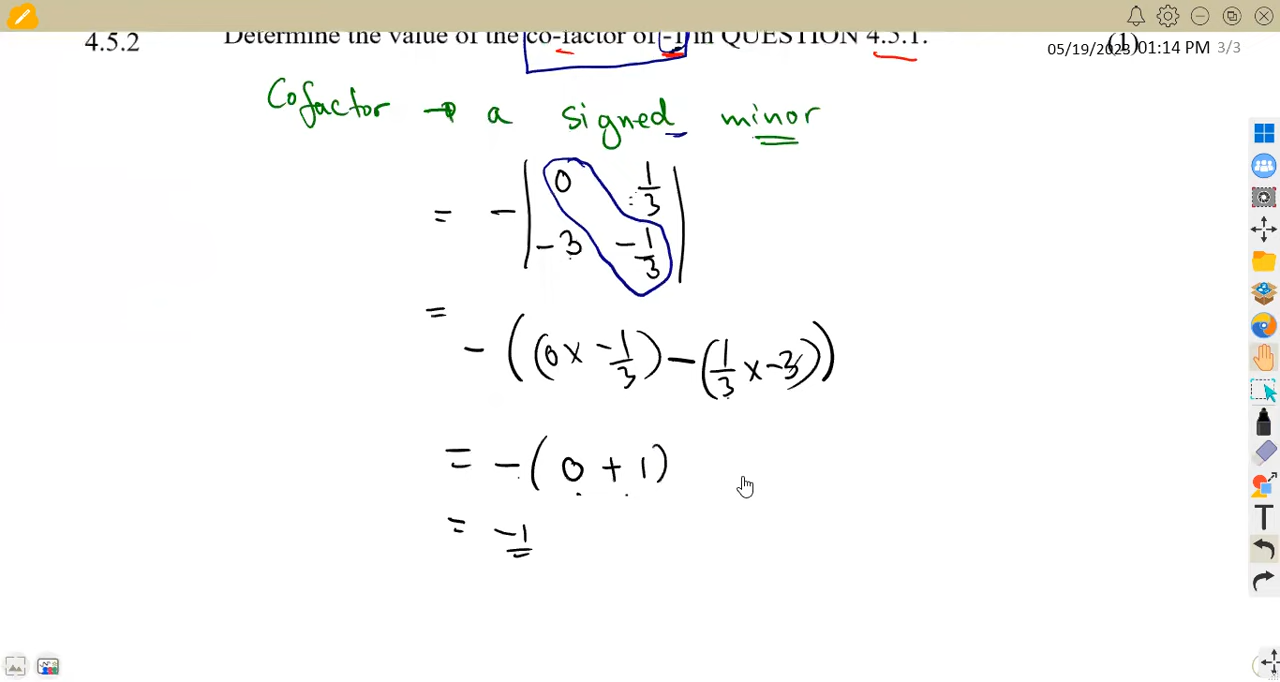 4.5.2 Determine the value of the co-factor of -1 in QUESTION 4.5.1. (1)
05/19/2023 01:14 PM 3/3
Cofactor → a signed minor
= - | 0 1/3 |
| -3 -1/3 |
=
- ((0 x -1/3) - (1/3 x -3))
= - ( 0 + 1)
= -1
T